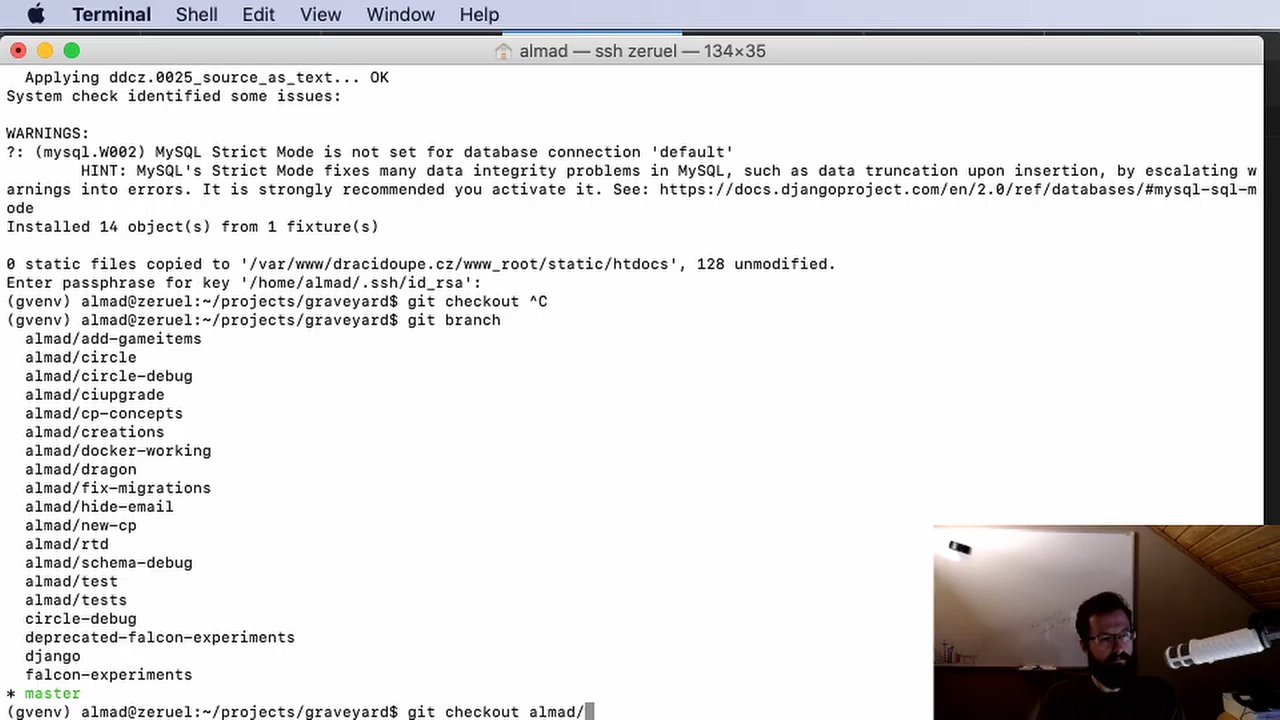 Terminal Shell Edit View Window Help
almad — ssh zeruel — 134×35
Applying ddcz.0025_source_as_text... OK
System check identified some issues:
WARNINGS:
?: (mysql.W002) MySQL Strict Mode is not set for database connection 'default'
HINT: MySQL's Strict Mode fixes many data integrity problems in MySQL, such as data truncation upon insertion, by escalating w
arnings into errors. It is strongly recommended you activate it. See: https://docs.djangoproject.com/en/2.0/ref/databases/#mysql-sql-m
ode
Installed 14 object(s) from 1 fixture(s)
0 static files copied to '/var/www/dracidoupe.cz/www_root/static/htdocs', 128 unmodified.
Enter passphrase for key '/home/almad/.ssh/id_rsa':
(gvenv) almad@zeruel:~/projects/graveyard$ git checkout ^C
(gvenv) almad@zeruel:~/projects/graveyard$ git branch
almad/add-gameitems
almad/circle
almad/circle-debug
almad/ciupgrade
almad/cp-concepts
almad/creations
almad/docker-working
almad/dragon
almad/fix-migrations
almad/hide-email
almad/new-cp
almad/rtd
almad/schema-debug
almad/test
almad/tests
circle-debug
deprecated-falcon-experiments
django
falcon-experiments
* master
(gvenv) almad@zeruel:~/projects/graveyard$ git checkout almad/